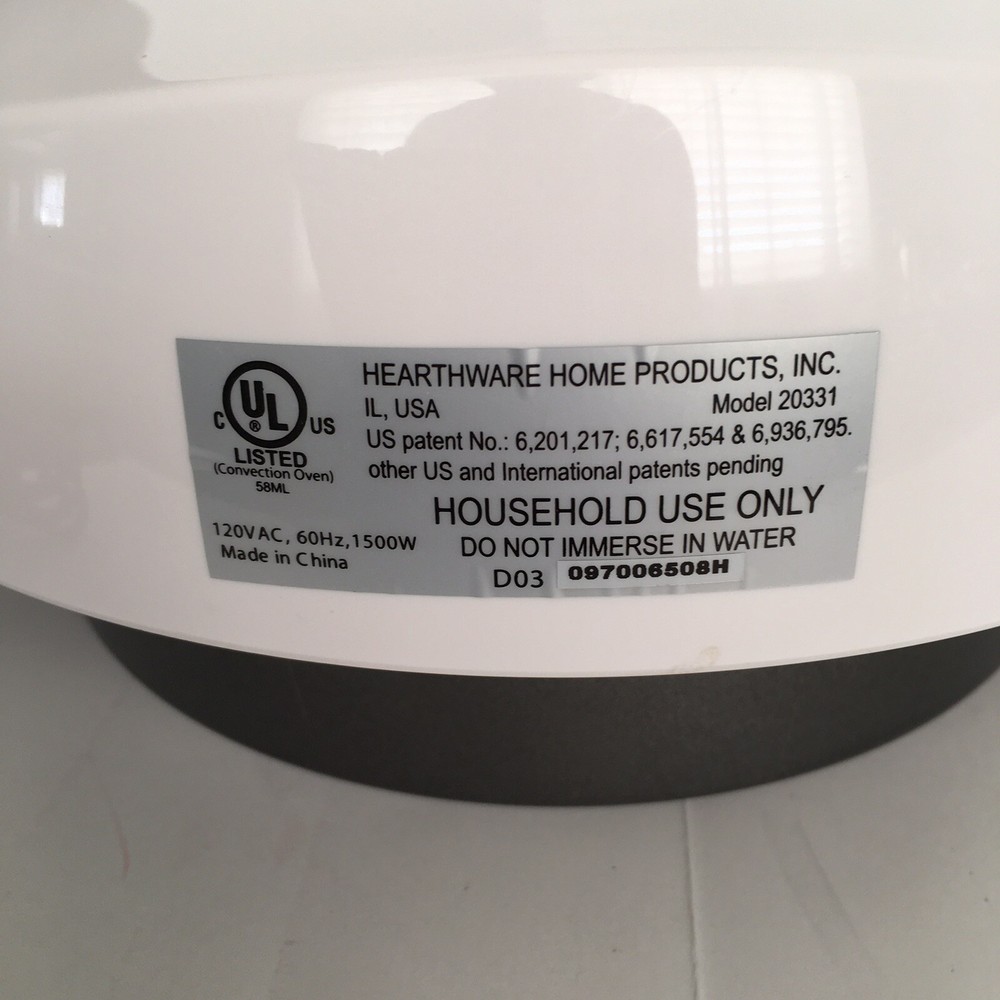 C UL ® US
LISTED
(Convection Oven)
58ML
120VAC, 60Hz,1500W
Made in China
HEARTHWARE HOME PRODUCTS, INC.
IL, USA Model 20331
US patent No.: 6,201,217; 6,617,554 & 6,936,795.
other US and International patents pending
HOUSEHOLD USE ONLY
DO NOT IMMERSE IN WATER
D03 097006508H